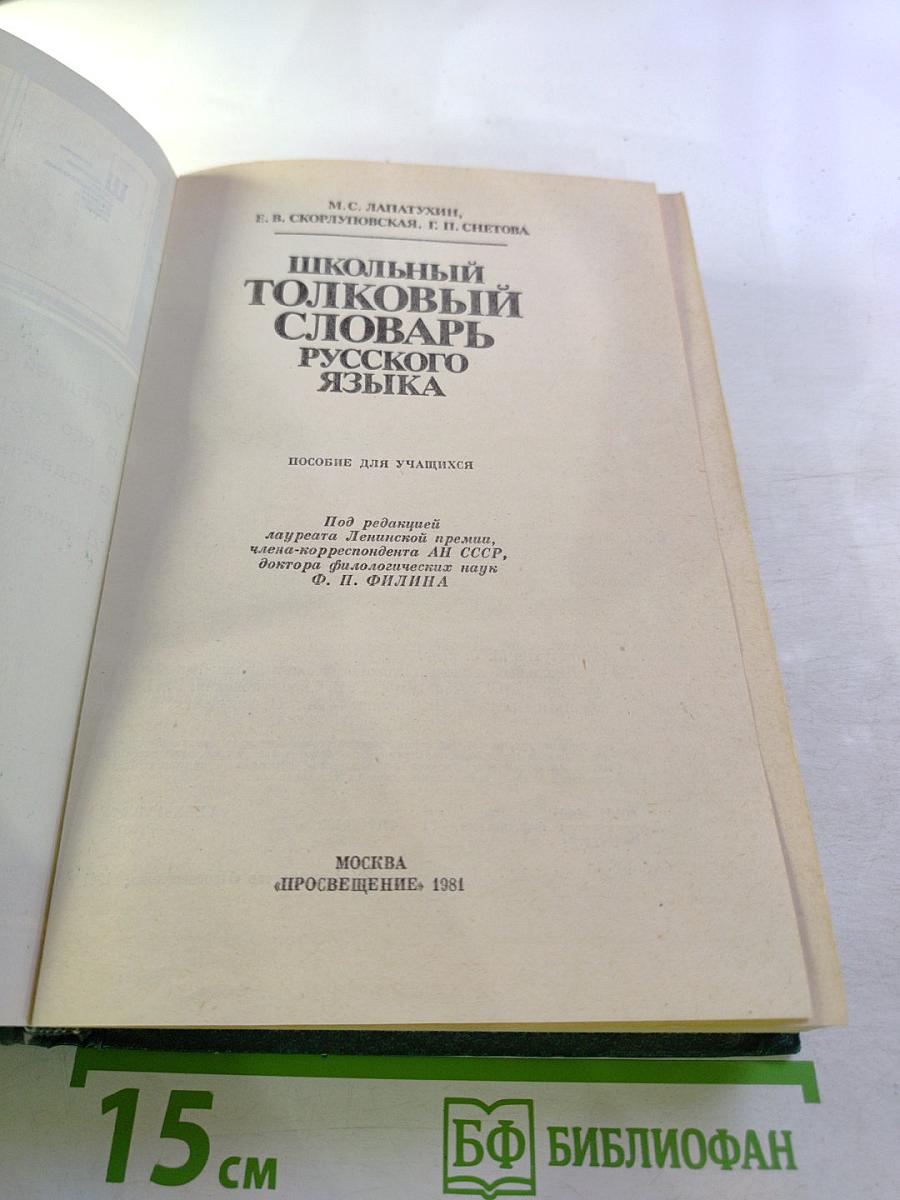 М. С. ЛАПАТУХИН,
Е. В. СКОРЛУПОВСКАЯ, Г. П. СНЕТОВА
ШКОЛЬНЫЙ
ТОЛКОВЫЙ
СЛОВАРЬ
РУССКОГО
ЯЗЫКА
ПОСОБИЕ ДЛЯ УЧАЩИХСЯ
Под редакцией
лауреата Ленинской премии,
члена-корреспондента АН СССР,
доктора филологических наук
Ф. П. ФИЛИНА
МОСКВА
«ПРОСВЕЩЕНИЕ» 1981
15 см
БФ БИБЛИОФАН